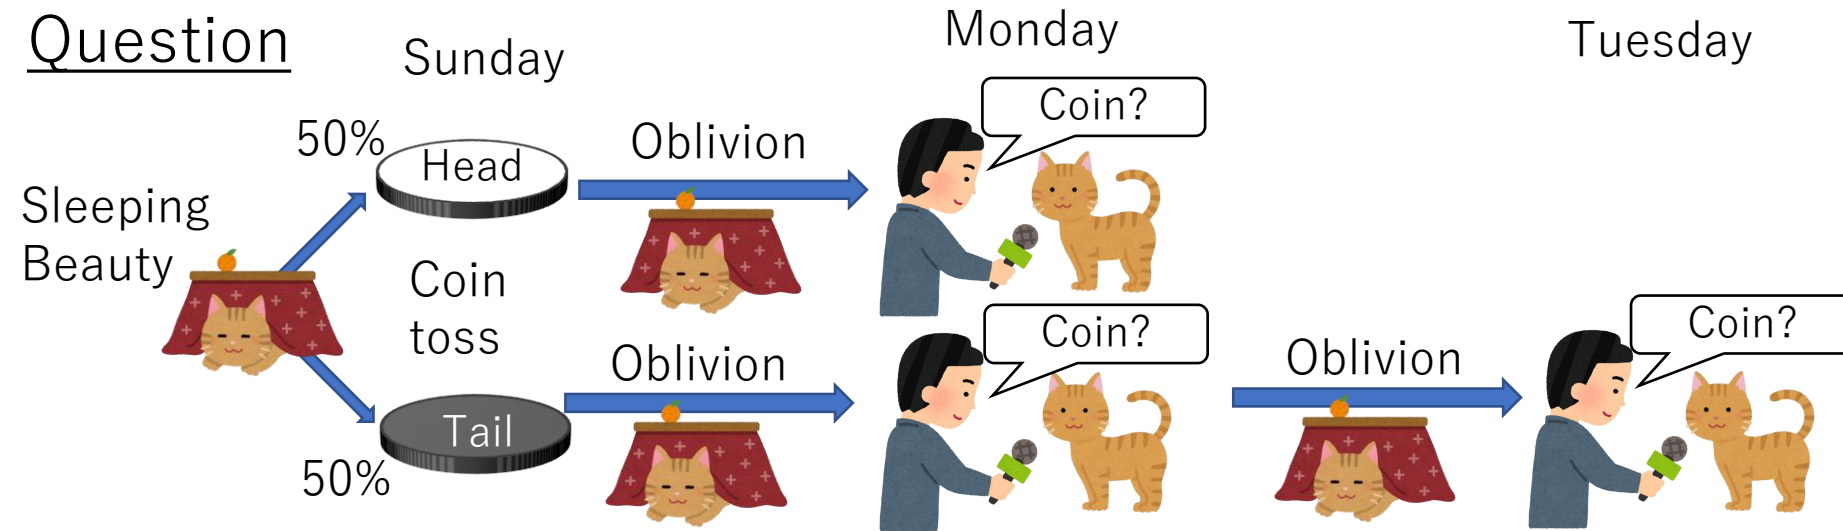 Question
Sunday
Monday
Tuesday
50%
Head
Oblivion
Coin?
Sleeping
Beauty
Coin
toss
50%
Tail
Oblivion
Coin?
Oblivion
Coin?